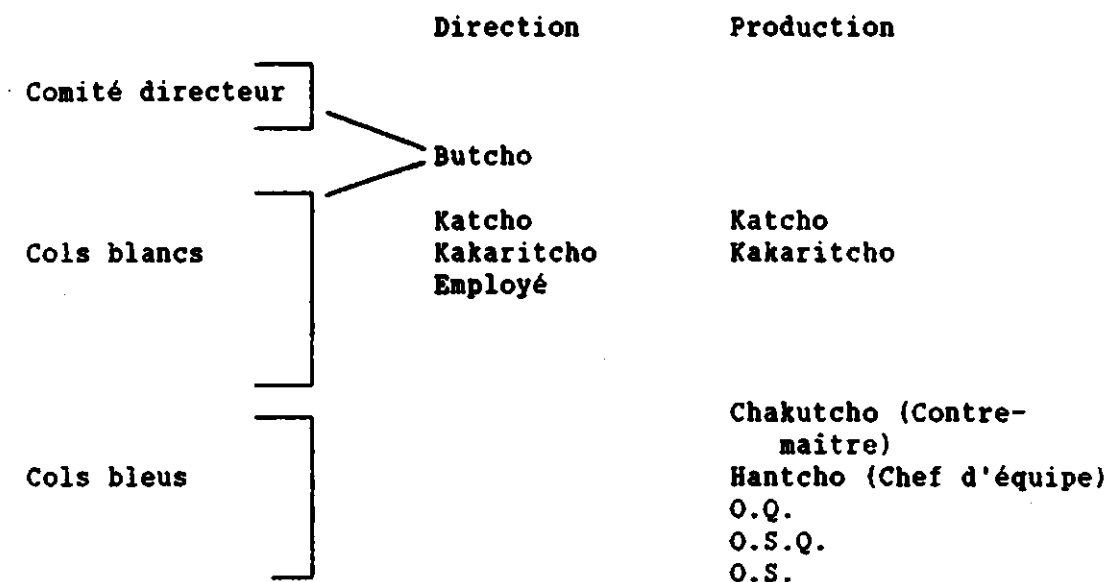 Direction Production
Comité directeur
Butcho
Katcho Katcho
Cols blancs Kakaritcho Kakaritcho
Employé
Chakutcho (Contre-
maitre)
Cols bleus Hantcho (Chef d'équipe)
O.Q.
O.S.Q.
O.S.